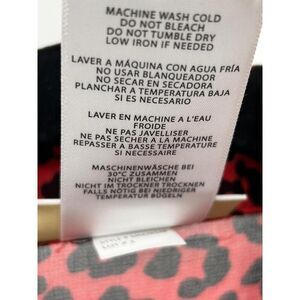 MACHINE WASH COLD
DO NOT BLEACH
DO NOT TUMBLE DRY
LOW IRON IF NEEDED
LAVER A MÁQUINA CON AGUA FRÍA
NO USAR BLANQUEADOR
NO SECAR EN SECADORA
PLANCHAR A TEMPERATURA BAJA
SI ES NECESARIO
LAVER EN MACHINE A L'EAU
FROIDE
NE PAS JAVELLISER
NE PAS SECHER A LA MACHINE
REPASSER A BASSE TEMPERATURE
SI NECESSAIRE
MASCHINENWÄSCHE BEI
30°C ZUSAMMEN
NICHT BLEICHEN
NICHT IM TROCKNER TROCKNEN
FALLS NÖTIG BEI NIEDRIGER
TEMPERATUR BÜGELN